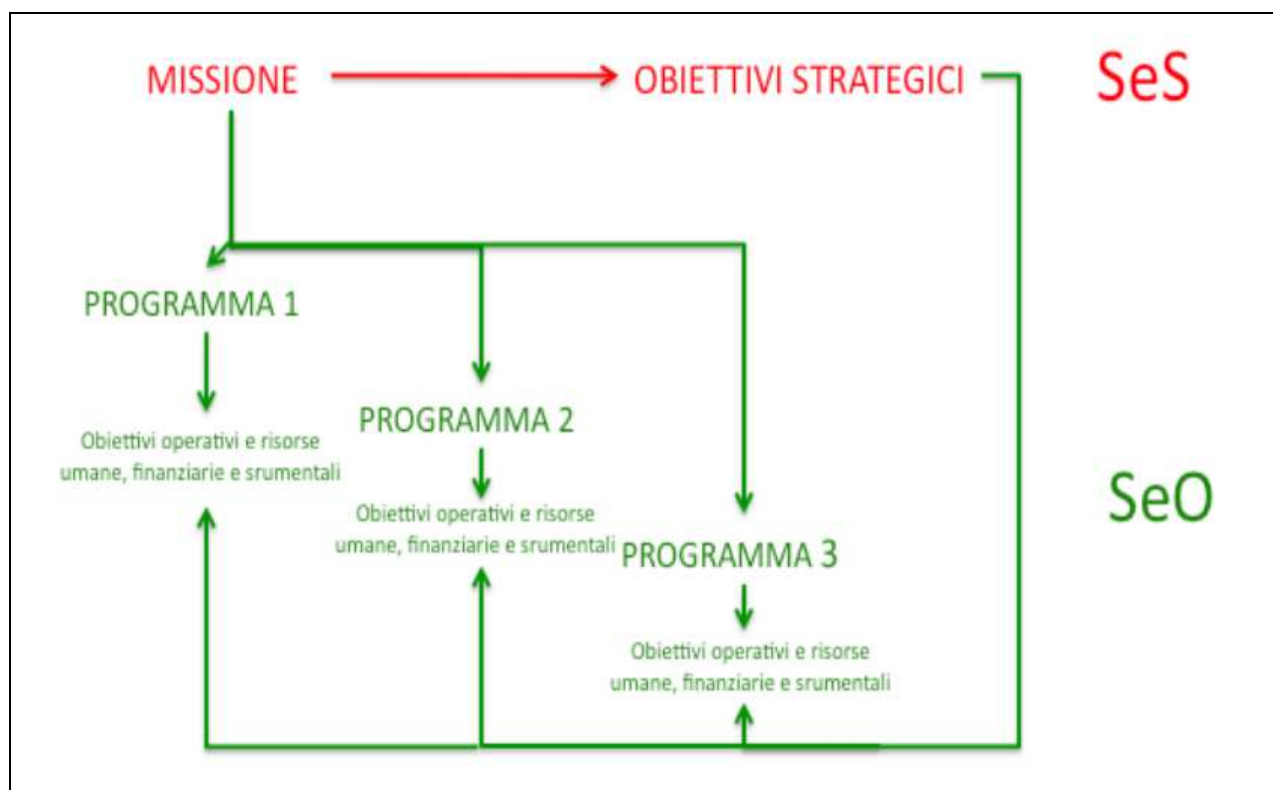 MISSIONE
OBIETTIVI STRATEGICI
SeS
PROGRAMMA 1
Obiettivi operativi e risorse
umane, finanziarie e srumentali
PROGRAMMA 2
Obiettivi operativi e risorse
umane, finanziarie e srumentali
PROGRAMMA 3
Obiettivi operativi e risorse
umane, finanziarie e srumentali
SeO